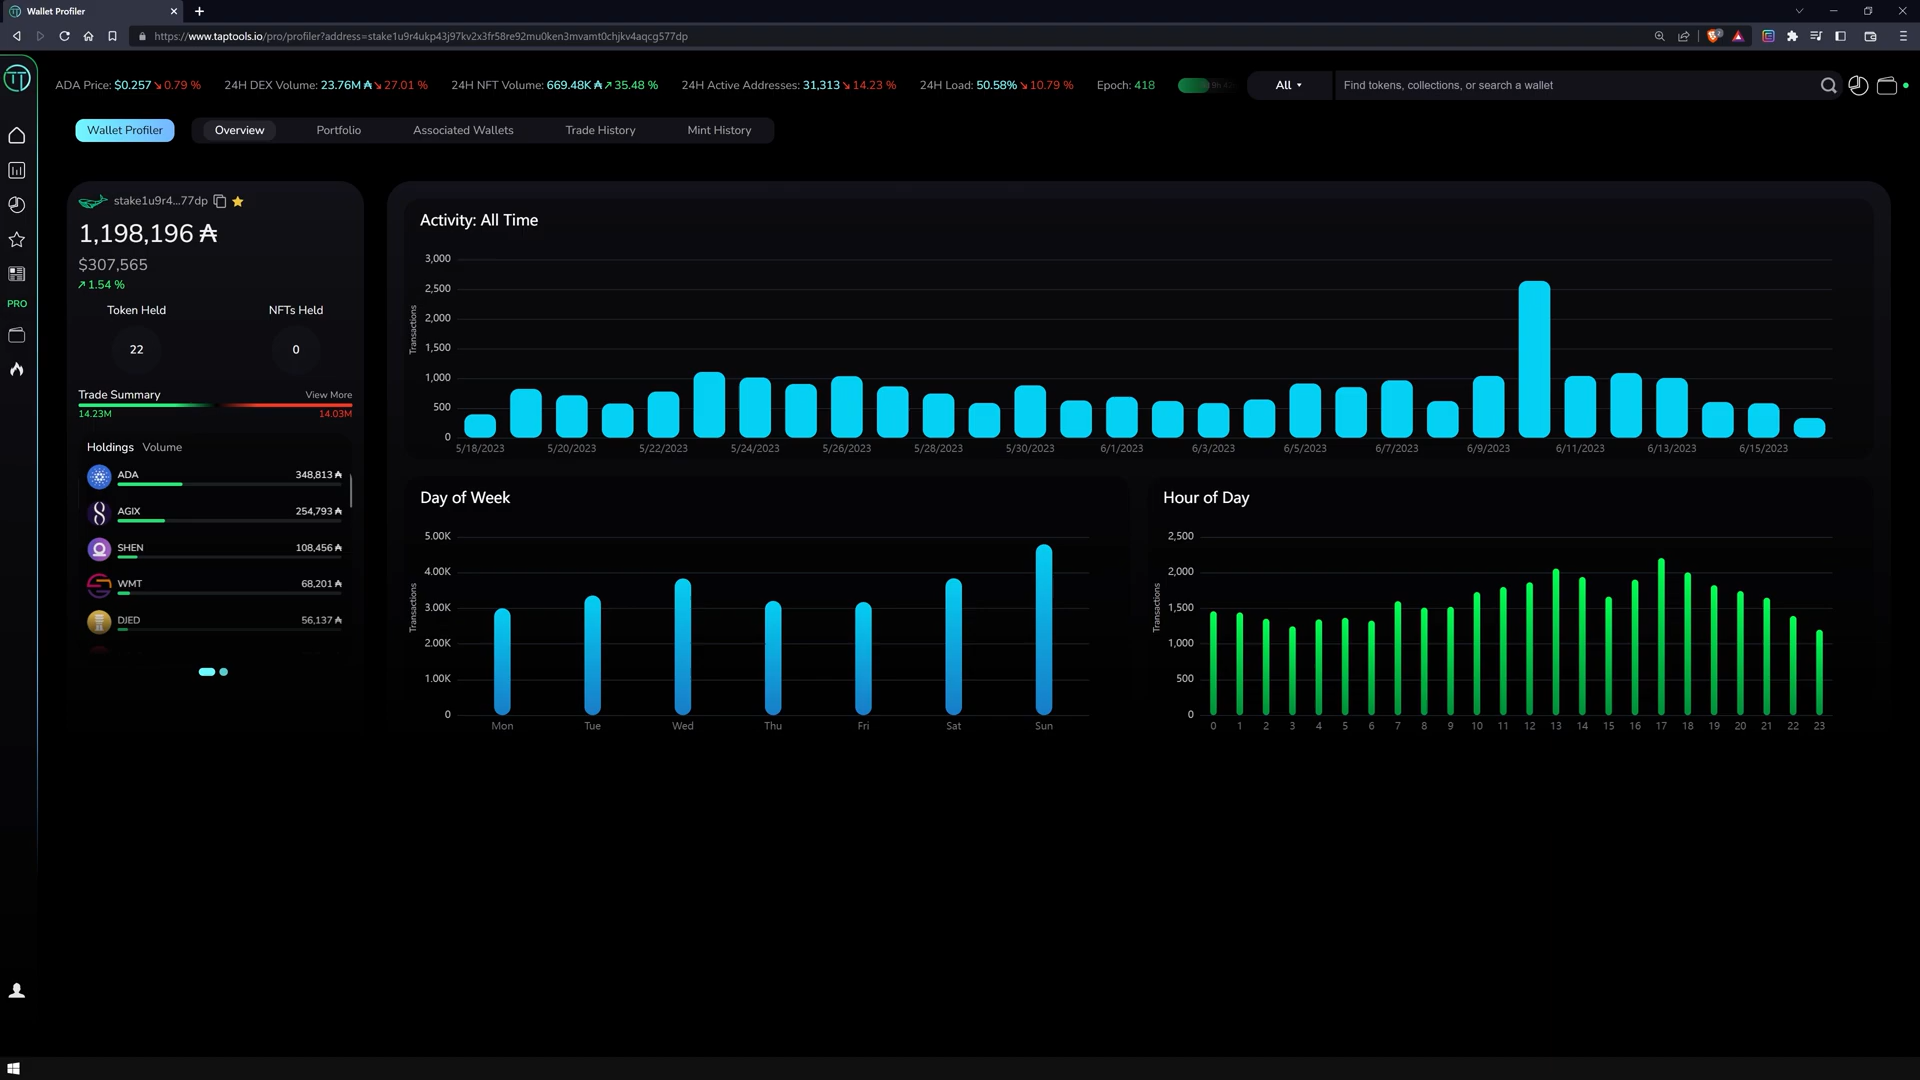 Wallet Profiler
https://www.taptools.io/pro/profiler?address=stake1u9r4ukp43j97kv2x3fr58re92mu0ken3mvamt0chjkv4aqcg577dp
ADA Price: $0.257 ↘ 0.79 % 24H DEX Volume: 23.76M ₳ ↘ 27.01 % 24H NFT Volume: 669.48K ₳ ↗ 35.48 % 24H Active Addresses: 31,313 ↘ 14.23 % 24H Load: 50.58% ↘ 10.79 % Epoch: 418 All Find tokens, collections, or search a wallet
Wallet Profiler Overview Portfolio Associated Wallets Trade History Mint History
PRO
stake1u9r4...77dp
1,198,196 ₳
$307,565
↗ 1.54 %
Token Held NFTs Held
22 0
Trade Summary View More
14.23M 14.03M
Holdings Volume
ADA 348,813 ₳
AGIX 254,793 ₳
SHEN 108,456 ₳
WMT 68,201 ₳
DJED 56,137 ₳
Activity: All Time
Transactions
3,000
2,500
2,000
1,500
1,000
500
0
5/18/2023 5/20/2023 5/22/2023 5/24/2023 5/26/2023 5/28/2023 5/30/2023 6/1/2023 6/3/2023 6/5/2023 6/7/2023 6/9/2023 6/11/2023 6/13/2023 6/15/2023
Day of Week
Transactions
5.00K
4.00K
3.00K
2.00K
1.00K
0
Mon Tue Wed Thu Fri Sat Sun
Hour of Day
Transactions
2,500
2,000
1,500
1,000
500
0
0 1 2 3 4 5 6 7 8 9 10 11 12 13 14 15 16 17 18 19 20 21 22 23